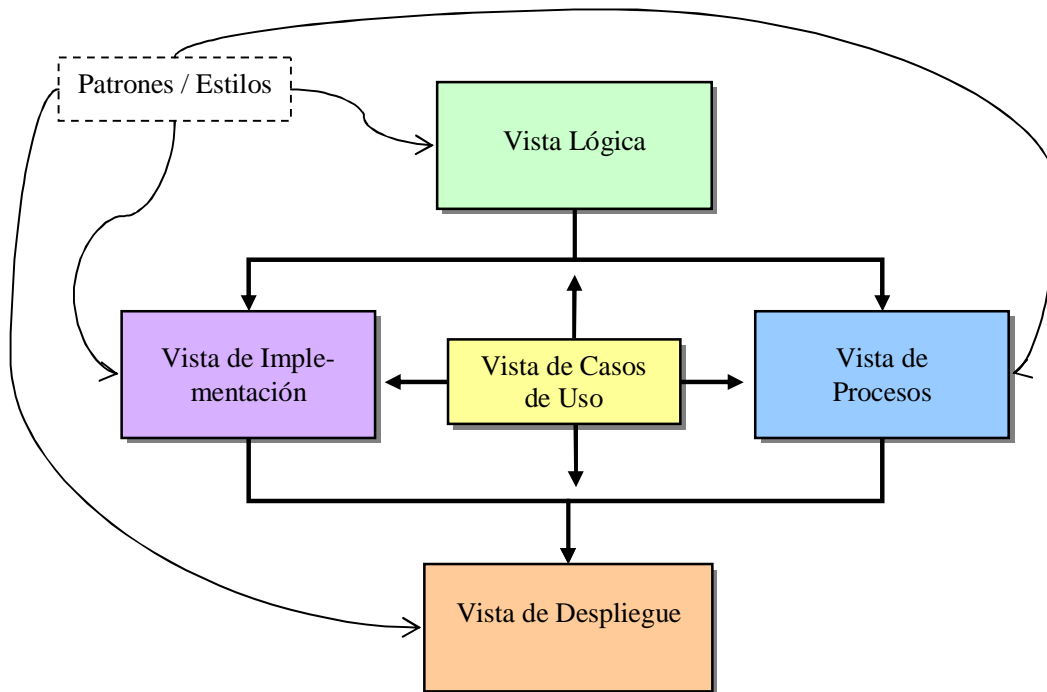 Patrones / Estilos
Vista Lógica
Vista de Imple-
mentación
Vista de Casos
de Uso
Vista de
Procesos
Vista de Despliegue